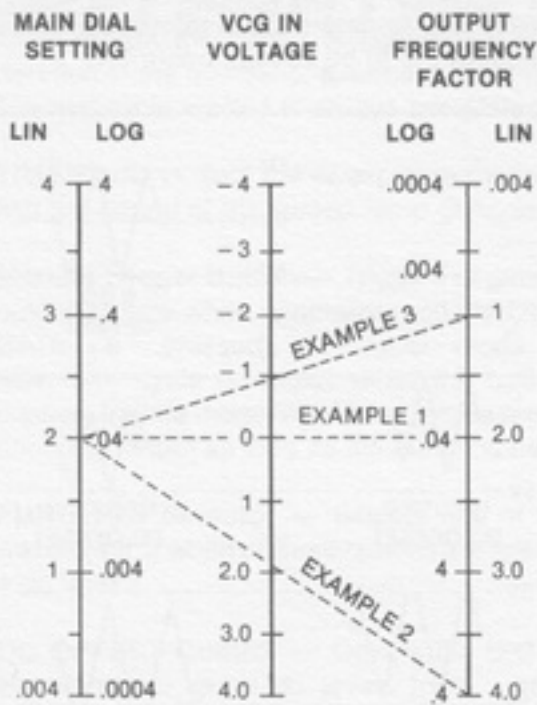 MAIN DIAL SETTING
VCG IN VOLTAGE
OUTPUT FREQUENCY FACTOR
LIN LOG LOG LIN
4 4 −4 .0004 .004
−3
.004
3 .4 −2 1
EXAMPLE 3
−1
EXAMPLE 1
2 .04 0 .04 2.0
1
1 .004 2.0 4 3.0
EXAMPLE 2
3.0
.004 .0004 4.0 .4 4.0